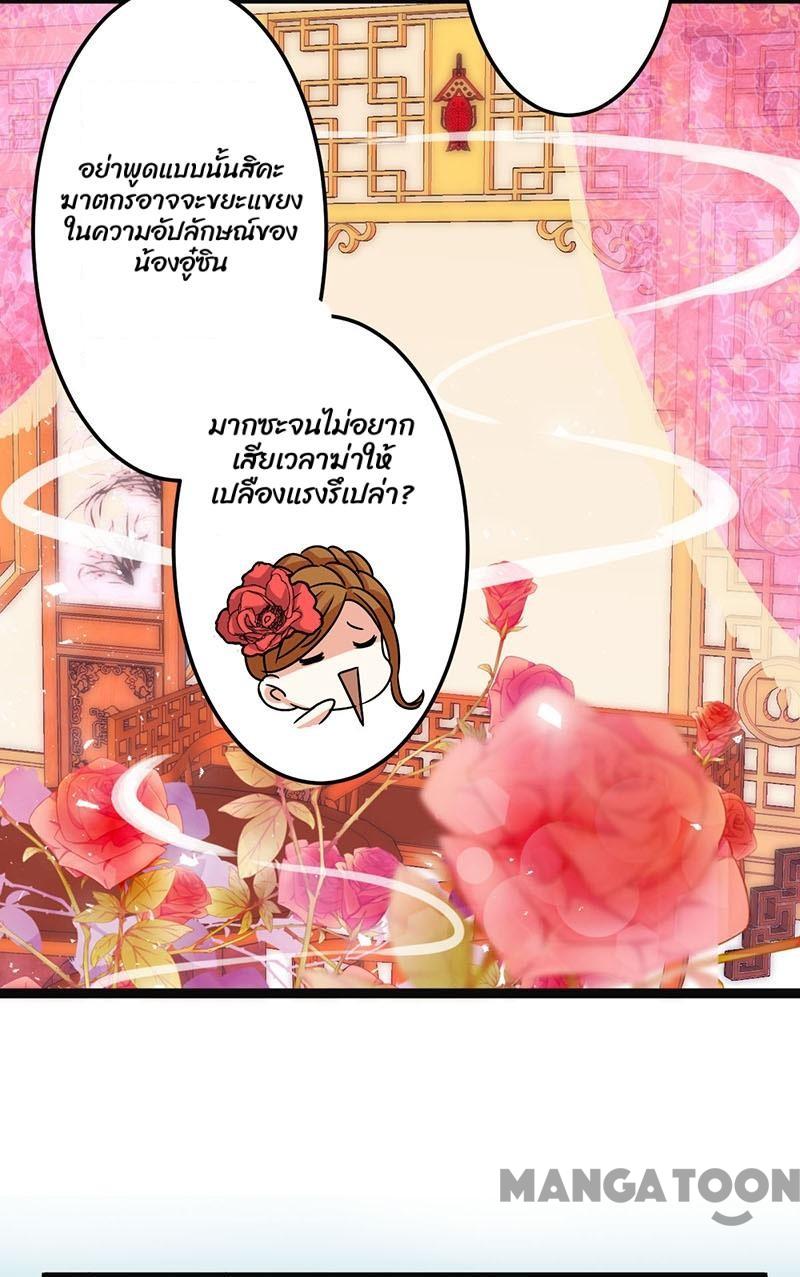 อย่าพูดแบบนั้นสิคะ
ฆาตกรอาจจะขยะแขยง
ในความอัปลักษณ์ของ
น้องอู๋ซิน
มากซะจนไม่อยาก
เสียเวลาฆ่าให้
เปลืองแรงรึเปล่า?
MANGATOON